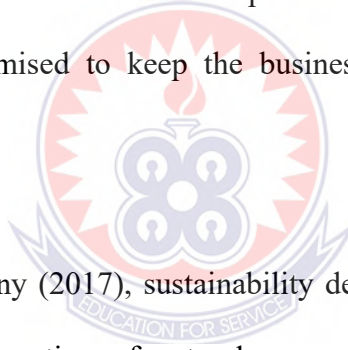 mised to keep the busines
ny (2017), sustainability de
EDUCATION FOR SERVICE